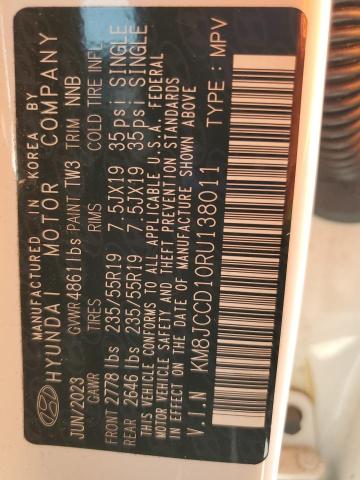 MANUFACTURED IN KOREA BY
HYUNDAI MOTOR COMPANY
JUN/2023 GVWR 4861 lbs PAINT TW3 TRIM NNB
GAWR TIRES RIMS COLD TIRE INFL
FRONT 2778 lbs 235/55R19 7.5JX19 35psi SINGLE
REAR 2646 lbs 235/55R19 7.5JX19 35psi SINGLE
THIS VEHICLE CONFORMS TO ALL APPLICABLE U.S.A. FEDERAL
MOTOR VEHICLE SAFETY AND THEFT PREVENTION STANDARDS
IN EFFECT ON THE DATE OF MANUFACTURE SHOWN ABOVE
V.I.N KM8JCCD10RU138011 TYPE : MPV